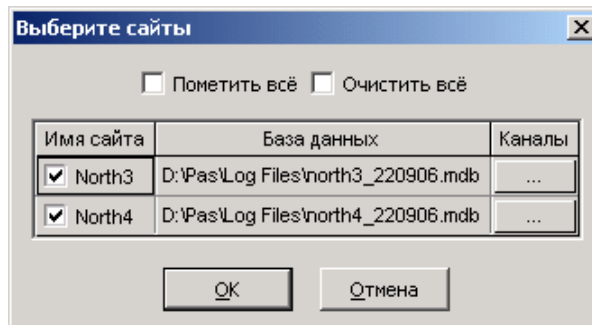 Выберите сайты
Пометить всё Очистить всё
Имя сайта База данных Каналы
North3 D:\Pas\Log Files\north3_220906.mdb ...
North4 D:\Pas\Log Files\north4_220906.mdb ...
OK Отмена